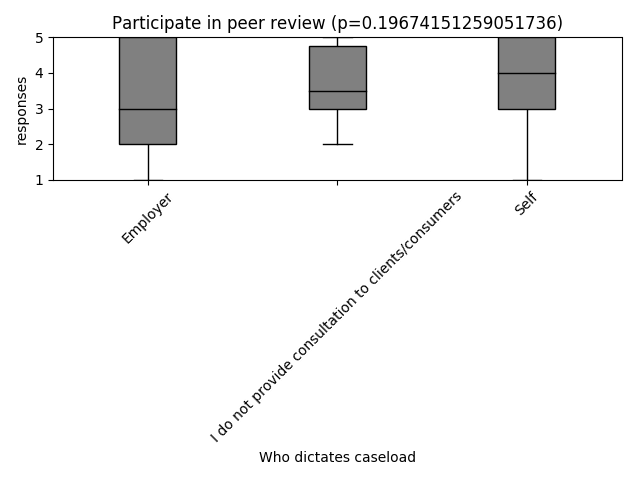 Participate in peer review (p=0.19674151259051736)
responses
5
4
3
2
1
Employer
I do not provide consultation to clients/consumers
Self
Who dictates caseload